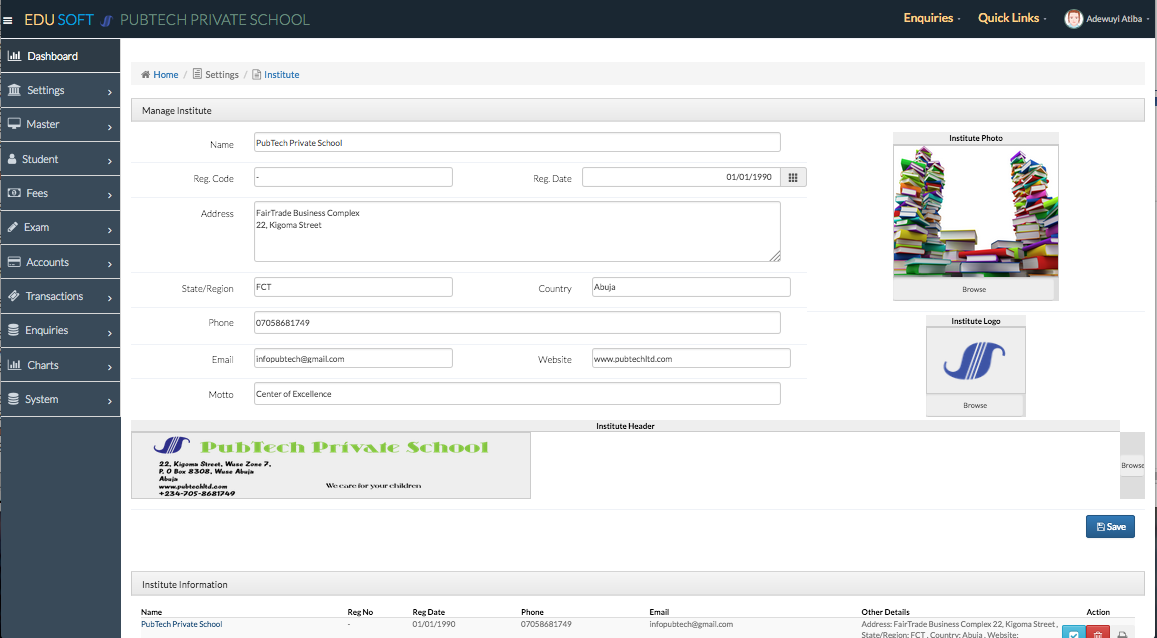 EDU SOFT PUBTECH PRIVATE SCHOOL
Enquiries
Quick Links
Adewuyi Atiba
Dashboard
Settings
Master
Student
Fees
Exam
Accounts
Transactions
Enquiries
Charts
System
Home / Settings / Institute
Manage Institute
Name PubTech Private School
Reg. Code -
Reg. Date 01/01/1990
Address FairTrade Business Complex
22, Kigoma Street
State/Region FCT
Country Abuja
Phone 07058681749
Email infopubtech@gmail.com
Website www.pubtechltd.com
Motto Center of Excellence
Institute Photo
Browse
Institute Logo
Browse
Institute Header
PubTech Private School
22, Kigoma Street, Wuse Zone 7,
P. O Box 8308, Wuse Abuja
Abuja
www.pubtechltd.com We care for your children
+234-705-8681749
Browse
Save
Institute Information
Name Reg No Reg Date Phone Email Other Details Action
PubTech Private School - 01/01/1990 07058681749 infopubtech@gmail.com Address: FairTrade Business Complex 22, Kigoma Street ,
State/Region: FCT , Country: Abuja , Website: